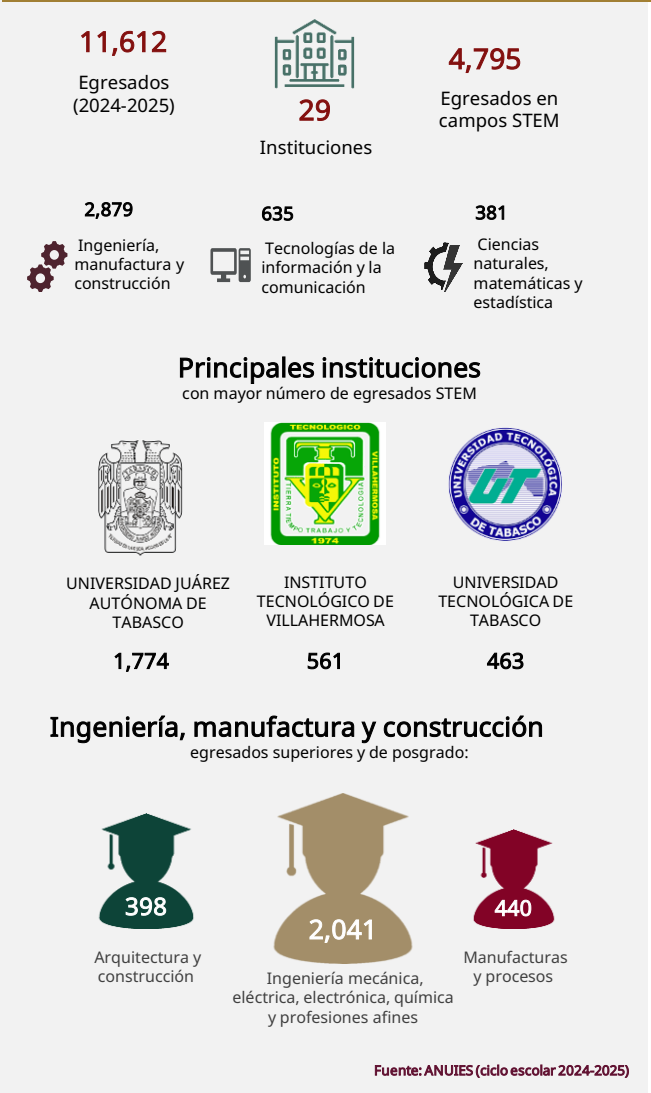 11,612
Egresados
(2024-2025)
29
Instituciones
4,795
Egresados en
campos STEM
2,879
Ingeniería,
manufactura y
construcción
635
Tecnologías de la
información y la
comunicación
381
Ciencias
naturales,
matemáticas y
estadística
Principales instituciones
con mayor número de egresados STEM
TECNOLOGICO
INSTITUTO
VILLAHERMOSA
TIERRA TIEMPO TRABAJO Y TECNOLOGIA
1974
UNIVERSIDAD TECNOLÓGICA
UT
DE TABASCO
UNIVERSIDAD JUÁREZ
AUTÓNOMA DE
TABASCO
1,774
INSTITUTO
TECNOLÓGICO DE
VILLAHERMOSA
561
UNIVERSIDAD
TECNOLÓGICA DE
TABASCO
463
Ingeniería, manufactura y construcción
egresados superiores y de posgrado:
398
Arquitectura y
construcción
2,041
Ingeniería mecánica,
eléctrica, electrónica, química
y profesiones afines
440
Manufacturas
y procesos
Fuente: ANUIES (ciclo escolar 2024-2025)